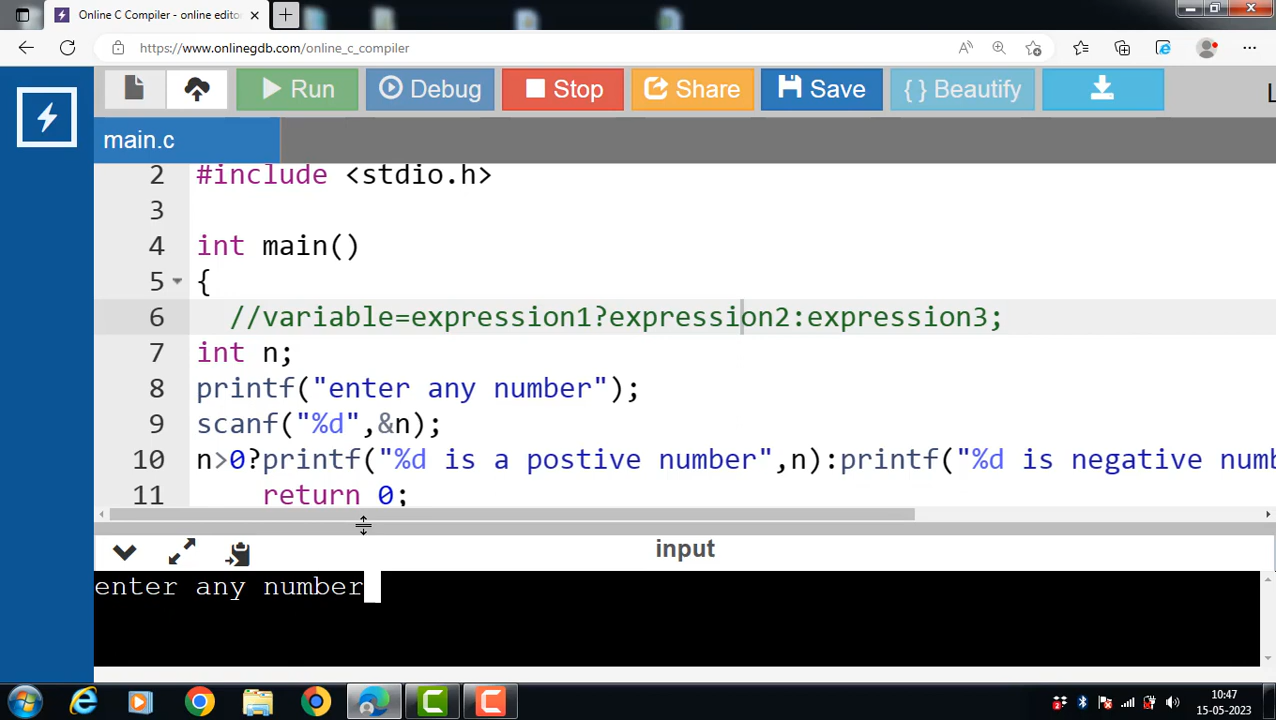 Online C Compiler - online edito
https://www.onlinegdb.com/online_c_compiler
Run Debug Stop Share Save { } Beautify
main.c
2 #include <stdio.h>
3
4 int main()
5 {
6 //variable=expression1?expression2:expression3;
7 int n;
8 printf("enter any number");
9 scanf("%d",&n);
10 n>0?printf("%d is a postive number",n):printf("%d is negative numb
11 return 0;
input
enter any number
10:47
15-05-2023